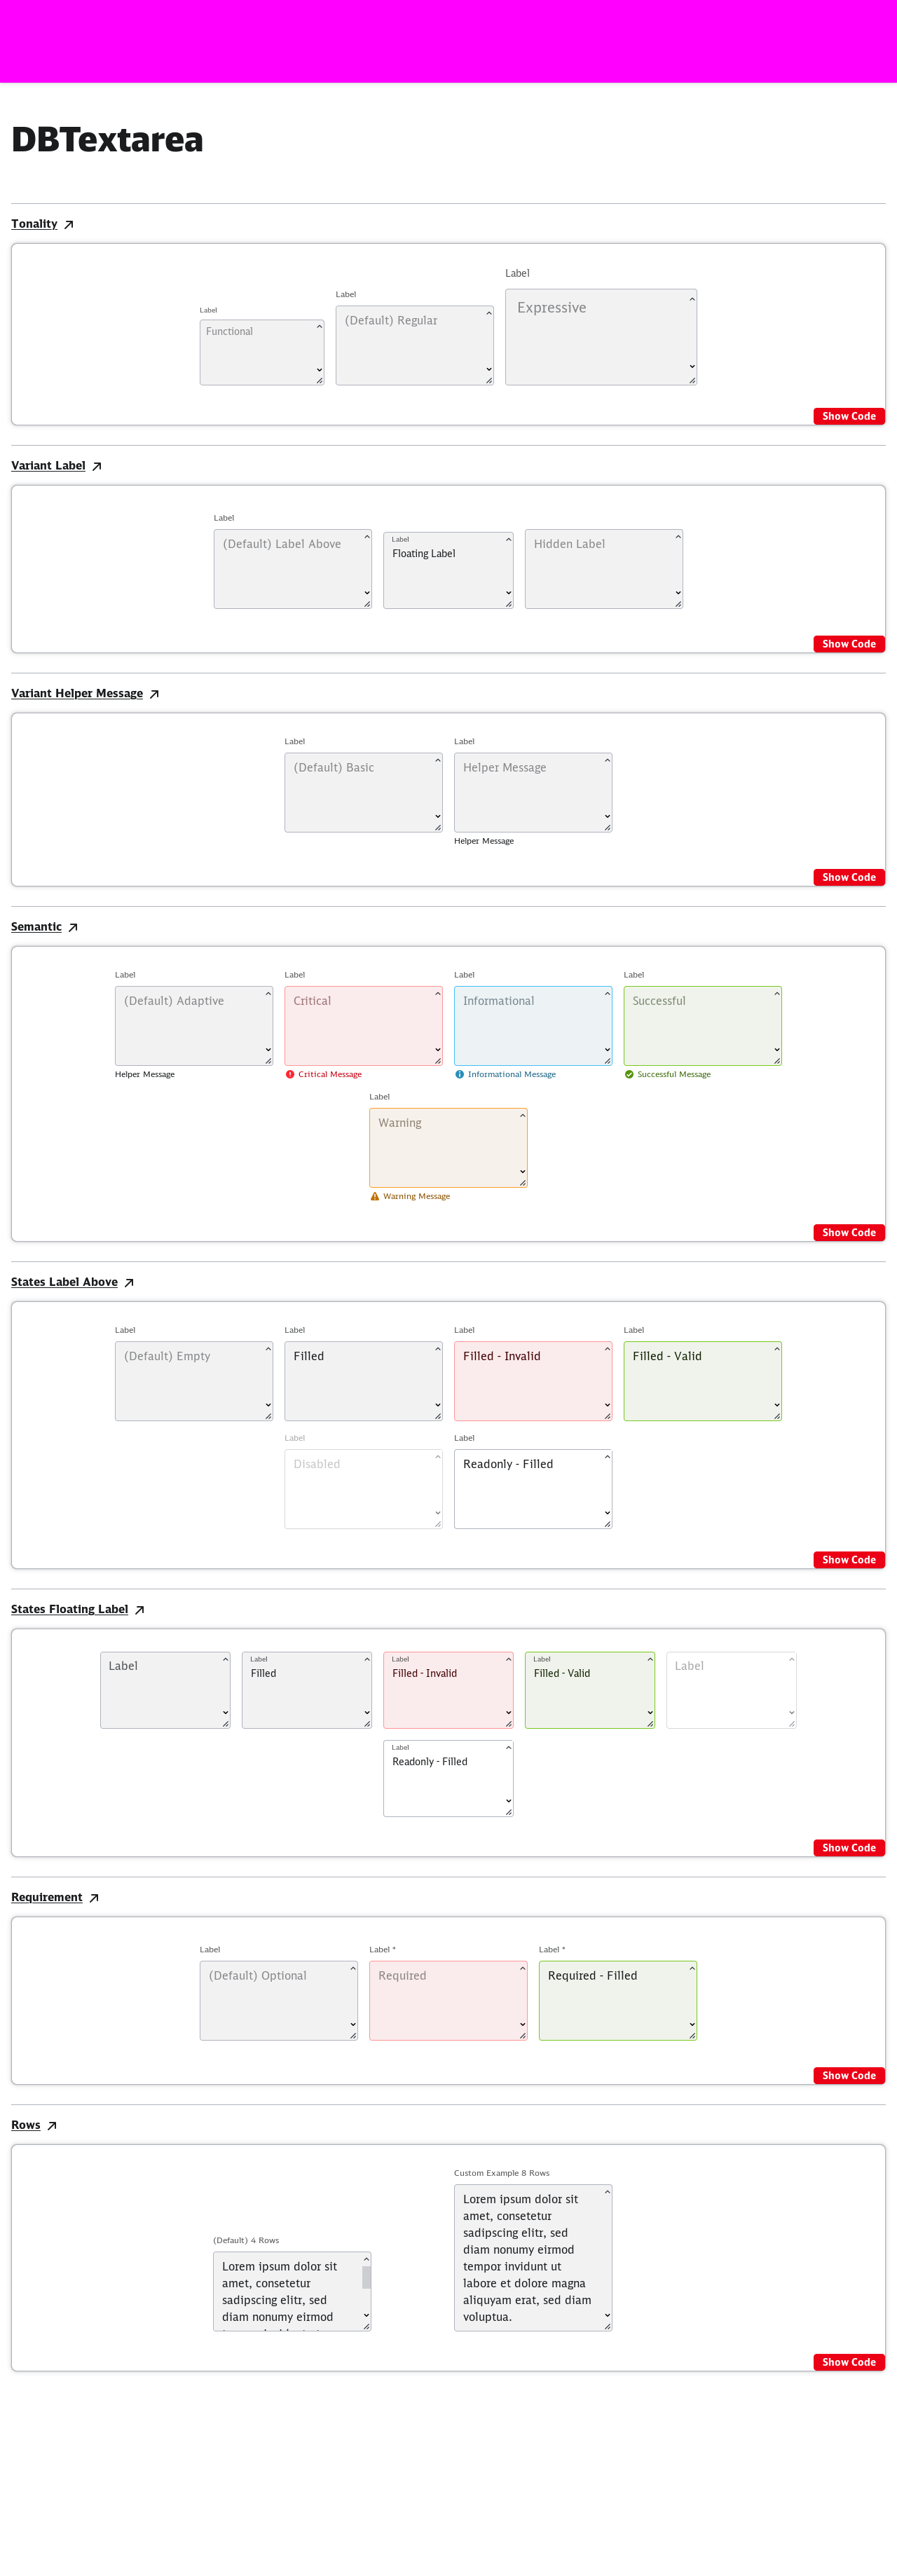 DBTextarea
Tonality
Label
Functional
Label
(Default) Regular
Label
Expressive
Show Code
Variant Label
Label
(Default) Label Above
Label
Floating Label
Hidden Label
Show Code
Variant Helper Message
Label
(Default) Basic
Label
Helper Message
Helper Message
Show Code
Semantic
Label
(Default) Adaptive
Helper Message
Label
Critical
Critical Message
Label
Informational
Informational Message
Label
Successful
Successful Message
Label
Warning
Warning Message
Show Code
States Label Above
Label
(Default) Empty
Label
Filled
Label
Filled - Invalid
Label
Filled - Valid
Label
Disabled
Label
Readonly - Filled
Show Code
States Floating Label
Label
Label
Filled
Label
Filled - Invalid
Label
Filled - Valid
Label
Label
Readonly - Filled
Show Code
Requirement
Label
(Default) Optional
Label *
Required
Label *
Required - Filled
Show Code
Rows
(Default) 4 Rows
Lorem ipsum dolor sit
amet, consetetur
sadipscing elitr, sed
diam nonumy eirmod
Custom Example 8 Rows
Lorem ipsum dolor sit
amet, consetetur
sadipscing elitr, sed
diam nonumy eirmod
tempor invidunt ut
labore et dolore magna
aliquyam erat, sed diam
voluptua.
Show Code